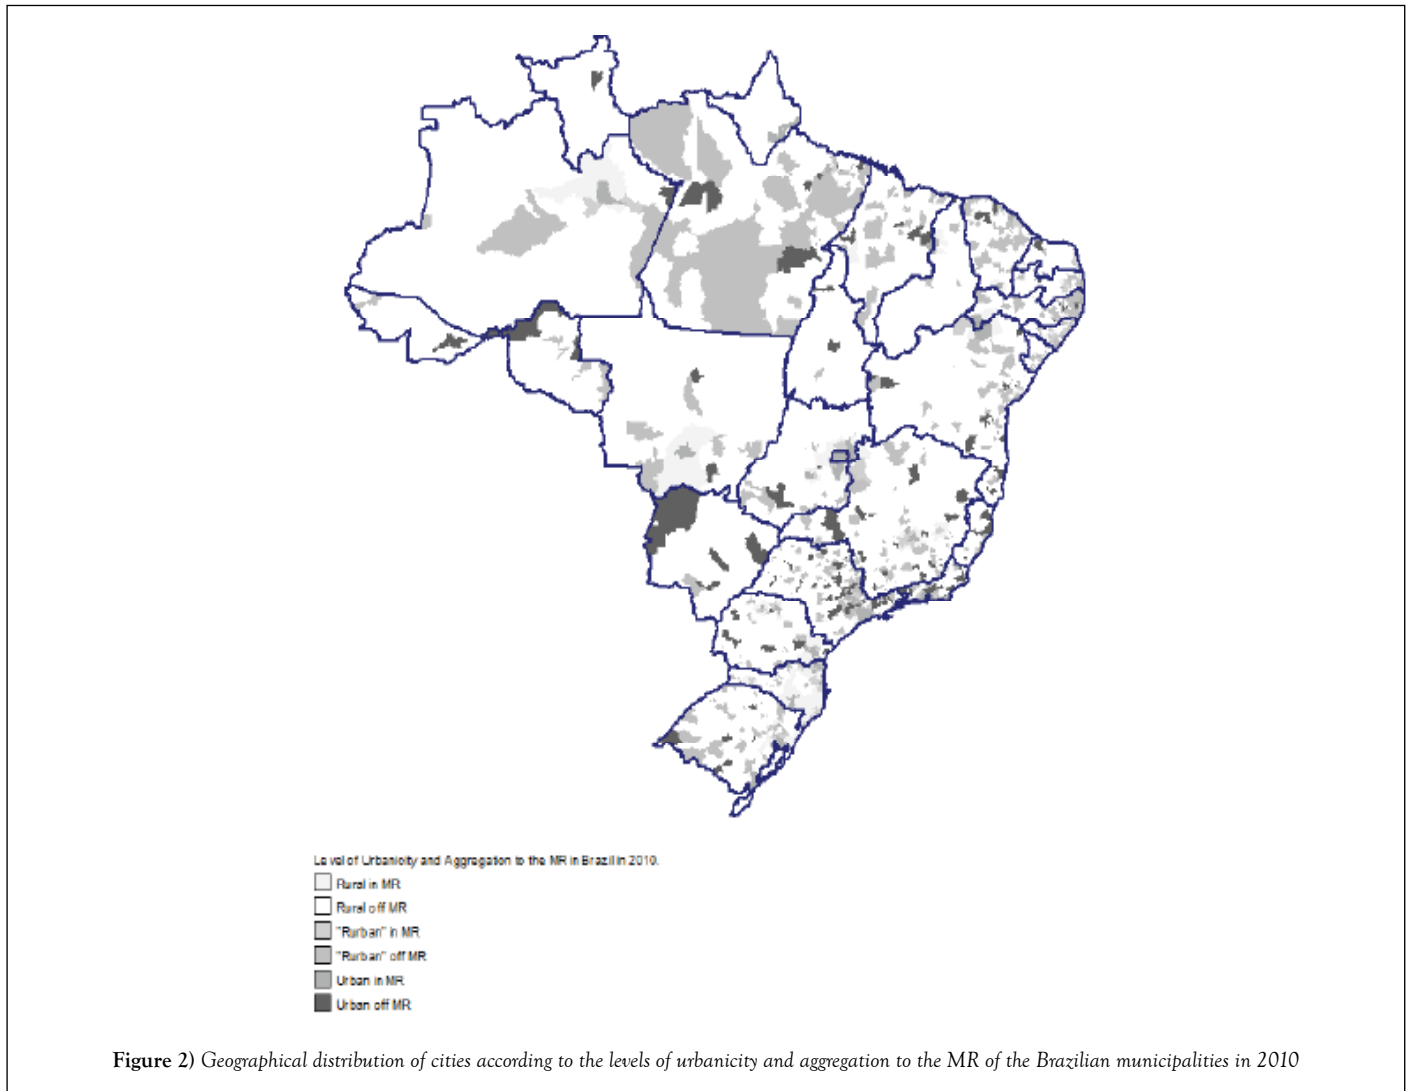 Level of Urbanicity and Aggregation to the MR in Brazil in 2010.
Rural in MR
Rural off MR
"Rurban" in MR
"Rurban" off MR
Urban in MR
Urban off MR
Figure 2) Geographical distribution of cities according to the levels of urbanicity and aggregation to the MR of the Brazilian municipalities in 2010